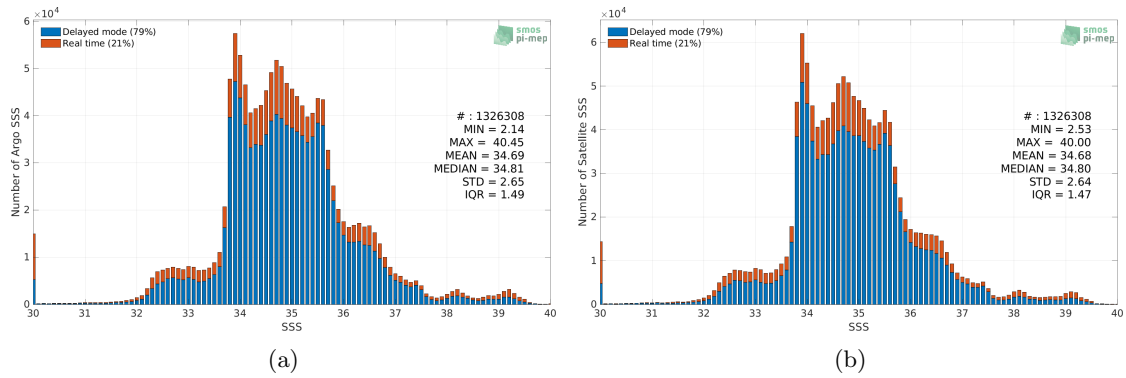 ×10⁴
Delayed mode (79%)
Real time (21%)
smos
pi-mep
# : 1326308
MIN = 2.14
MAX = 40.45
MEAN = 34.69
MEDIAN = 34.81
STD = 2.65
IQR = 1.49
Number of Argo SSS
6
5
4
3
2
1
0
30 31 32 33 34 35 36 37 38 39 40
SSS
(a)
×10⁴
Delayed mode (79%)
Real time (21%)
smos
pi-mep
# : 1326308
MIN = 2.53
MAX = 40.00
MEAN = 34.68
MEDIAN = 34.80
STD = 2.64
IQR = 1.47
Number of Satellite SSS
6
5
4
3
2
1
0
30 31 32 33 34 35 36 37 38 39 40
SSS
(b)